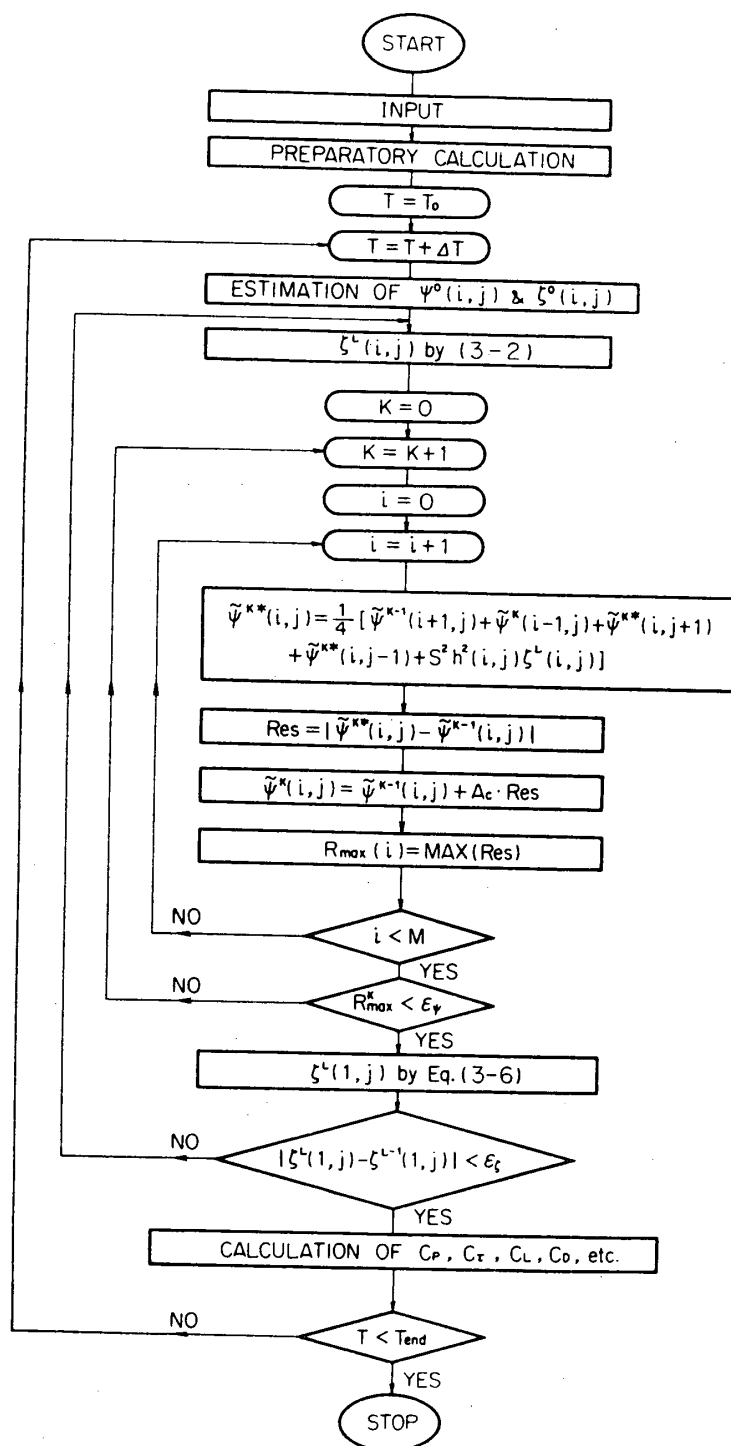 START
INPUT
PREPARATORY CALCULATION
T = T₀
T = T + ΔT
ESTIMATION OF ψ⁰(i,j) & ζ⁰(i,j)
ζᴸ(i,j) by (3-2)
K = 0
K = K+1
i = 0
i = i+1
ψ̃ᴷ*(i,j) = 1/4 [ψ̃ᴷ⁻¹(i+1,j) + ψ̃ᴷ(i-1,j) + ψ̃ᴷ*(i,j+1)
+ ψ̃ᴷ*(i,j-1) + S²h²(i,j)ζᴸ(i,j)]
Res = |ψ̃ᴷ*(i,j) - ψ̃ᴷ⁻¹(i,j)|
ψ̃ᴷ(i,j) = ψ̃ᴷ⁻¹(i,j) + Ac·Res
Rmax(i) = MAX(Res)
NO
i < M
YES
NO
Rᴷmax < εψ
YES
ζᴸ(1,j) by Eq.(3-6)
NO
|ζᴸ(1,j) - ζᴸ⁻¹(1,j)| < εζ
YES
CALCULATION OF CP, Cτ, CL, CD, etc.
NO
T < Tend
YES
STOP